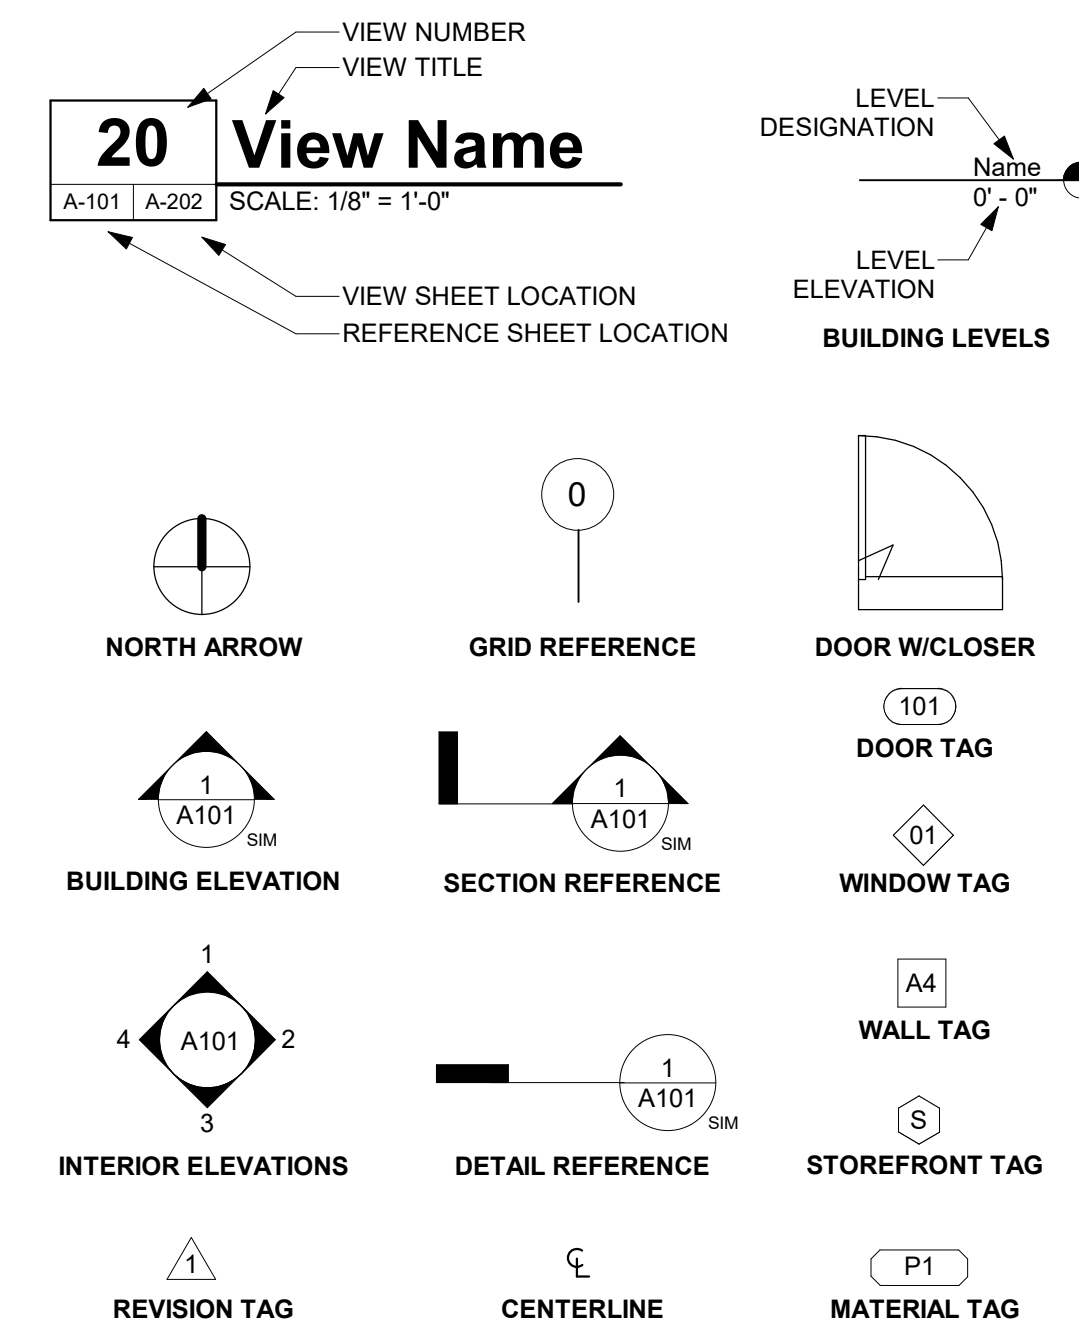 VIEW NUMBER
VIEW TITLE
20
View Name
A-101
A-202
SCALE: 1/8" = 1'-0"
VIEW SHEET LOCATION
REFERENCE SHEET LOCATION
LEVEL
DESIGNATION
Name
0' - 0"
LEVEL
ELEVATION
BUILDING LEVELS
NORTH ARROW
0
GRID REFERENCE
DOOR W/CLOSER
101
DOOR TAG
1
A101
SIM
BUILDING ELEVATION
1
A101
SIM
SECTION REFERENCE
01
WINDOW TAG
1
4
A101
2
3
INTERIOR ELEVATIONS
1
A101
SIM
DETAIL REFERENCE
A4
WALL TAG
S
STOREFRONT TAG
1
REVISION TAG
℄
CENTERLINE
P1
MATERIAL TAG